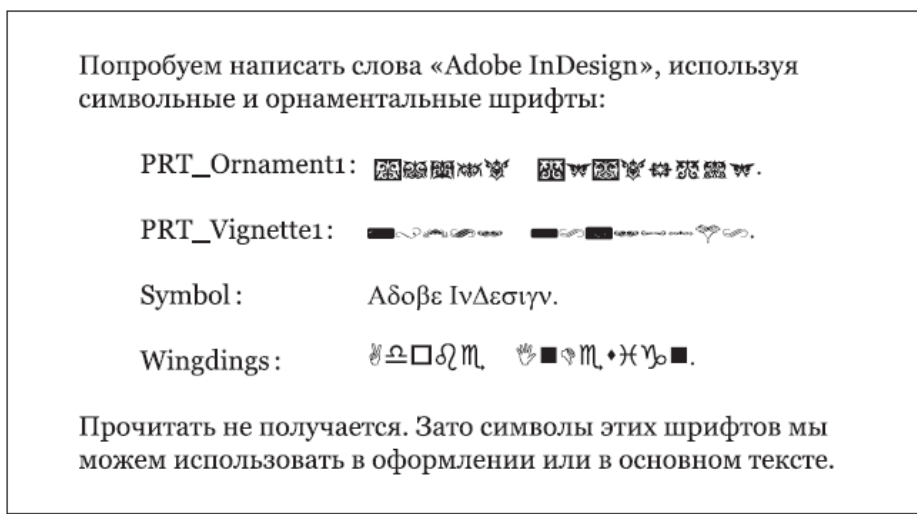 Попробуем написать слова «Adobe InDesign», используя
символьные и орнаментальные шрифты:
PRT_Ornament1:
PRT_Vignette1:
Symbol: Αδοβε ΙνΔεσιγν.
Wingdings: ✌♎□♌♏ 🖐■👎♏⬧♓♑■.
Прочитать не получается. Зато символы этих шрифтов мы
можем использовать в оформлении или в основном тексте.